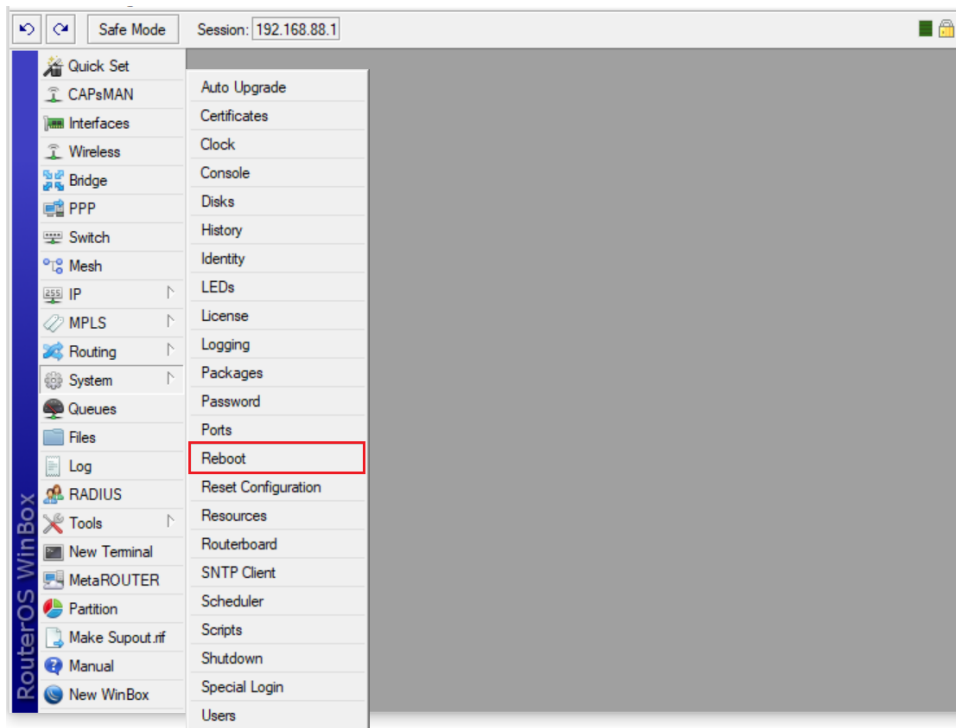 Safe Mode
Session: 192.168.88.1
Quick Set
CAPsMAN
Interfaces
Wireless
Bridge
PPP
Switch
Mesh
IP
MPLS
Routing
System
Queues
Files
Log
RADIUS
Tools
New Terminal
MetaROUTER
Partition
Make Supout.rif
Manual
New WinBox
RouterOS WinBox
Auto Upgrade
Certificates
Clock
Console
Disks
History
Identity
LEDs
License
Logging
Packages
Password
Ports
Reboot
Reset Configuration
Resources
Routerboard
SNTP Client
Scheduler
Scripts
Shutdown
Special Login
Users